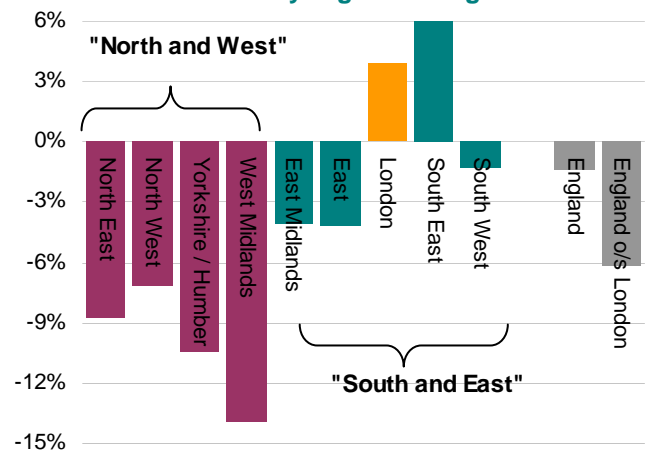 6%
"North and West"
3%
0%
North East
North West
Yorkshire / Humber
West Midlands
East Midlands
East
London
South East
South West
England
England o/s London
-3%
-6%
-9%
-12%
"South and East"
-15%